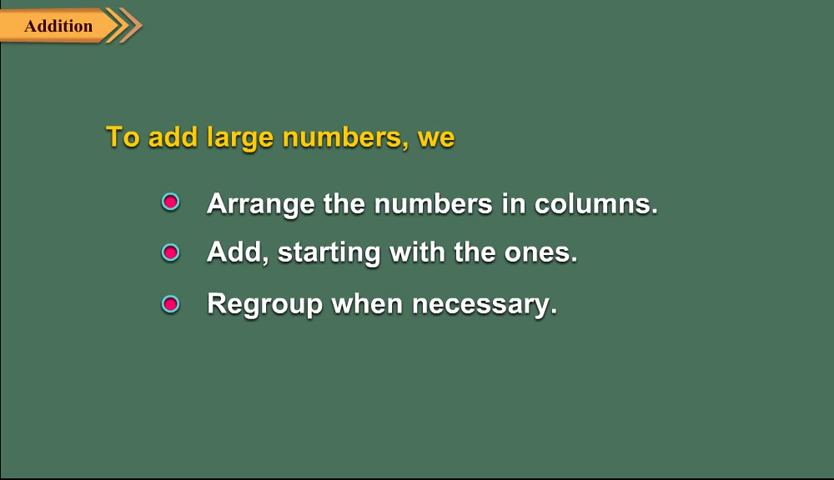 Addition
To add large numbers, we
Arrange the numbers in columns.
Add, starting with the ones.
Regroup when necessary.